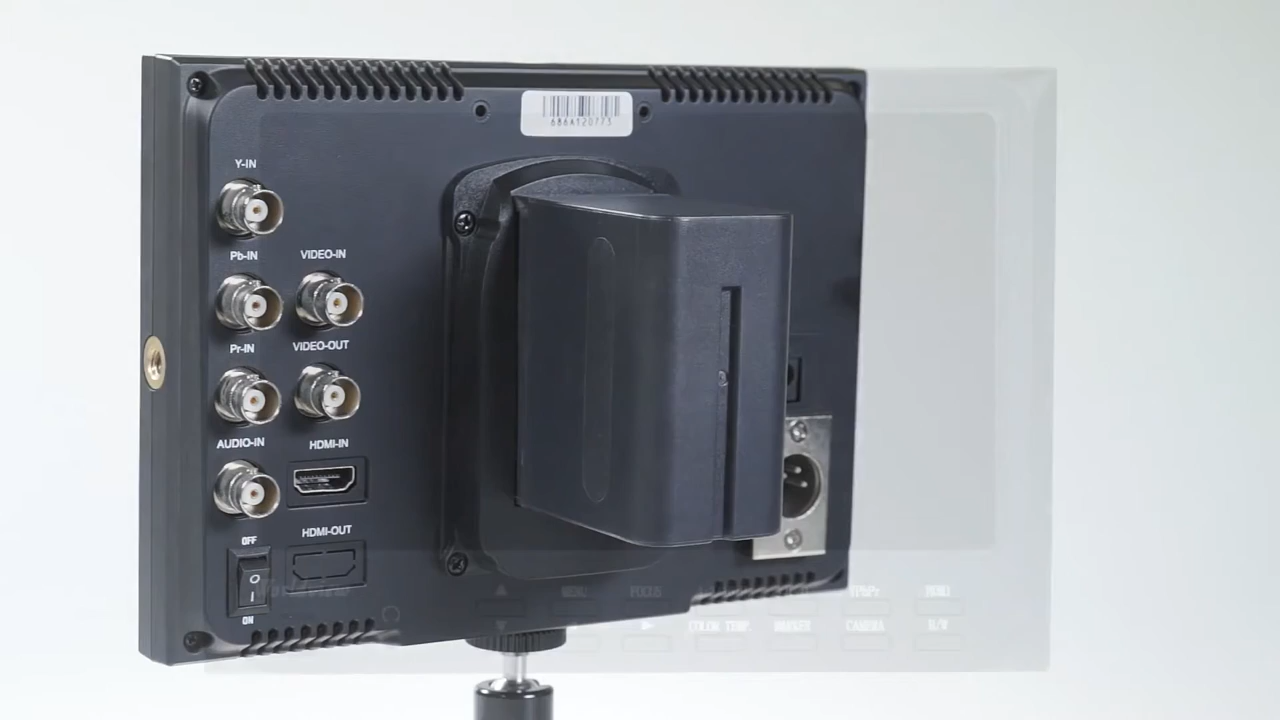 686A120773
Y-IN
Pb-IN
VIDEO-IN
Pr-IN
VIDEO-OUT
AUDIO-IN
HDMI-IN
OFF
HDMI-OUT
ON
WorldView
MENU
FOCUS
YPbPr
HDMI
COLOR TEMP.
MARKER
CAMERA